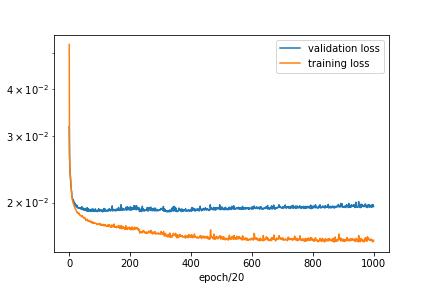 validation loss
training loss
4 × 10⁻²
3 × 10⁻²
2 × 10⁻²
0 200 400 600 800 1000
epoch/20